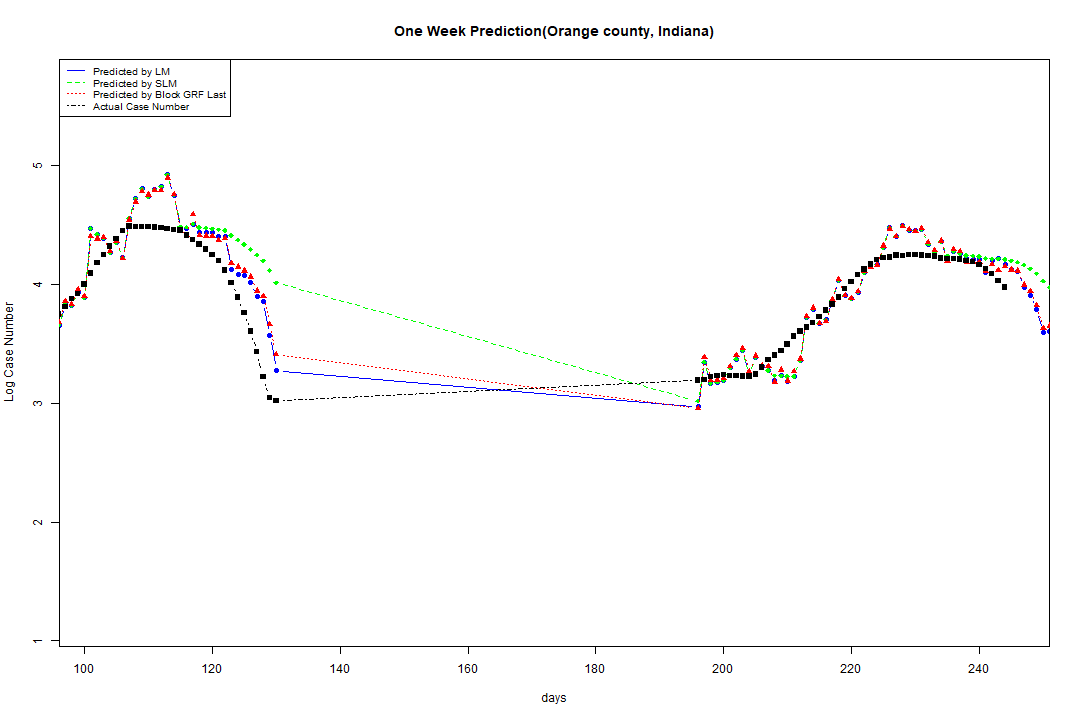 One Week Prediction(Orange county, Indiana)
Predicted by LM
Predicted by SLM
Predicted by Block GRF Last
Actual Case Number
5
4
3
2
1
Log Case Number
100 120 140 160 180 200 220 240
days